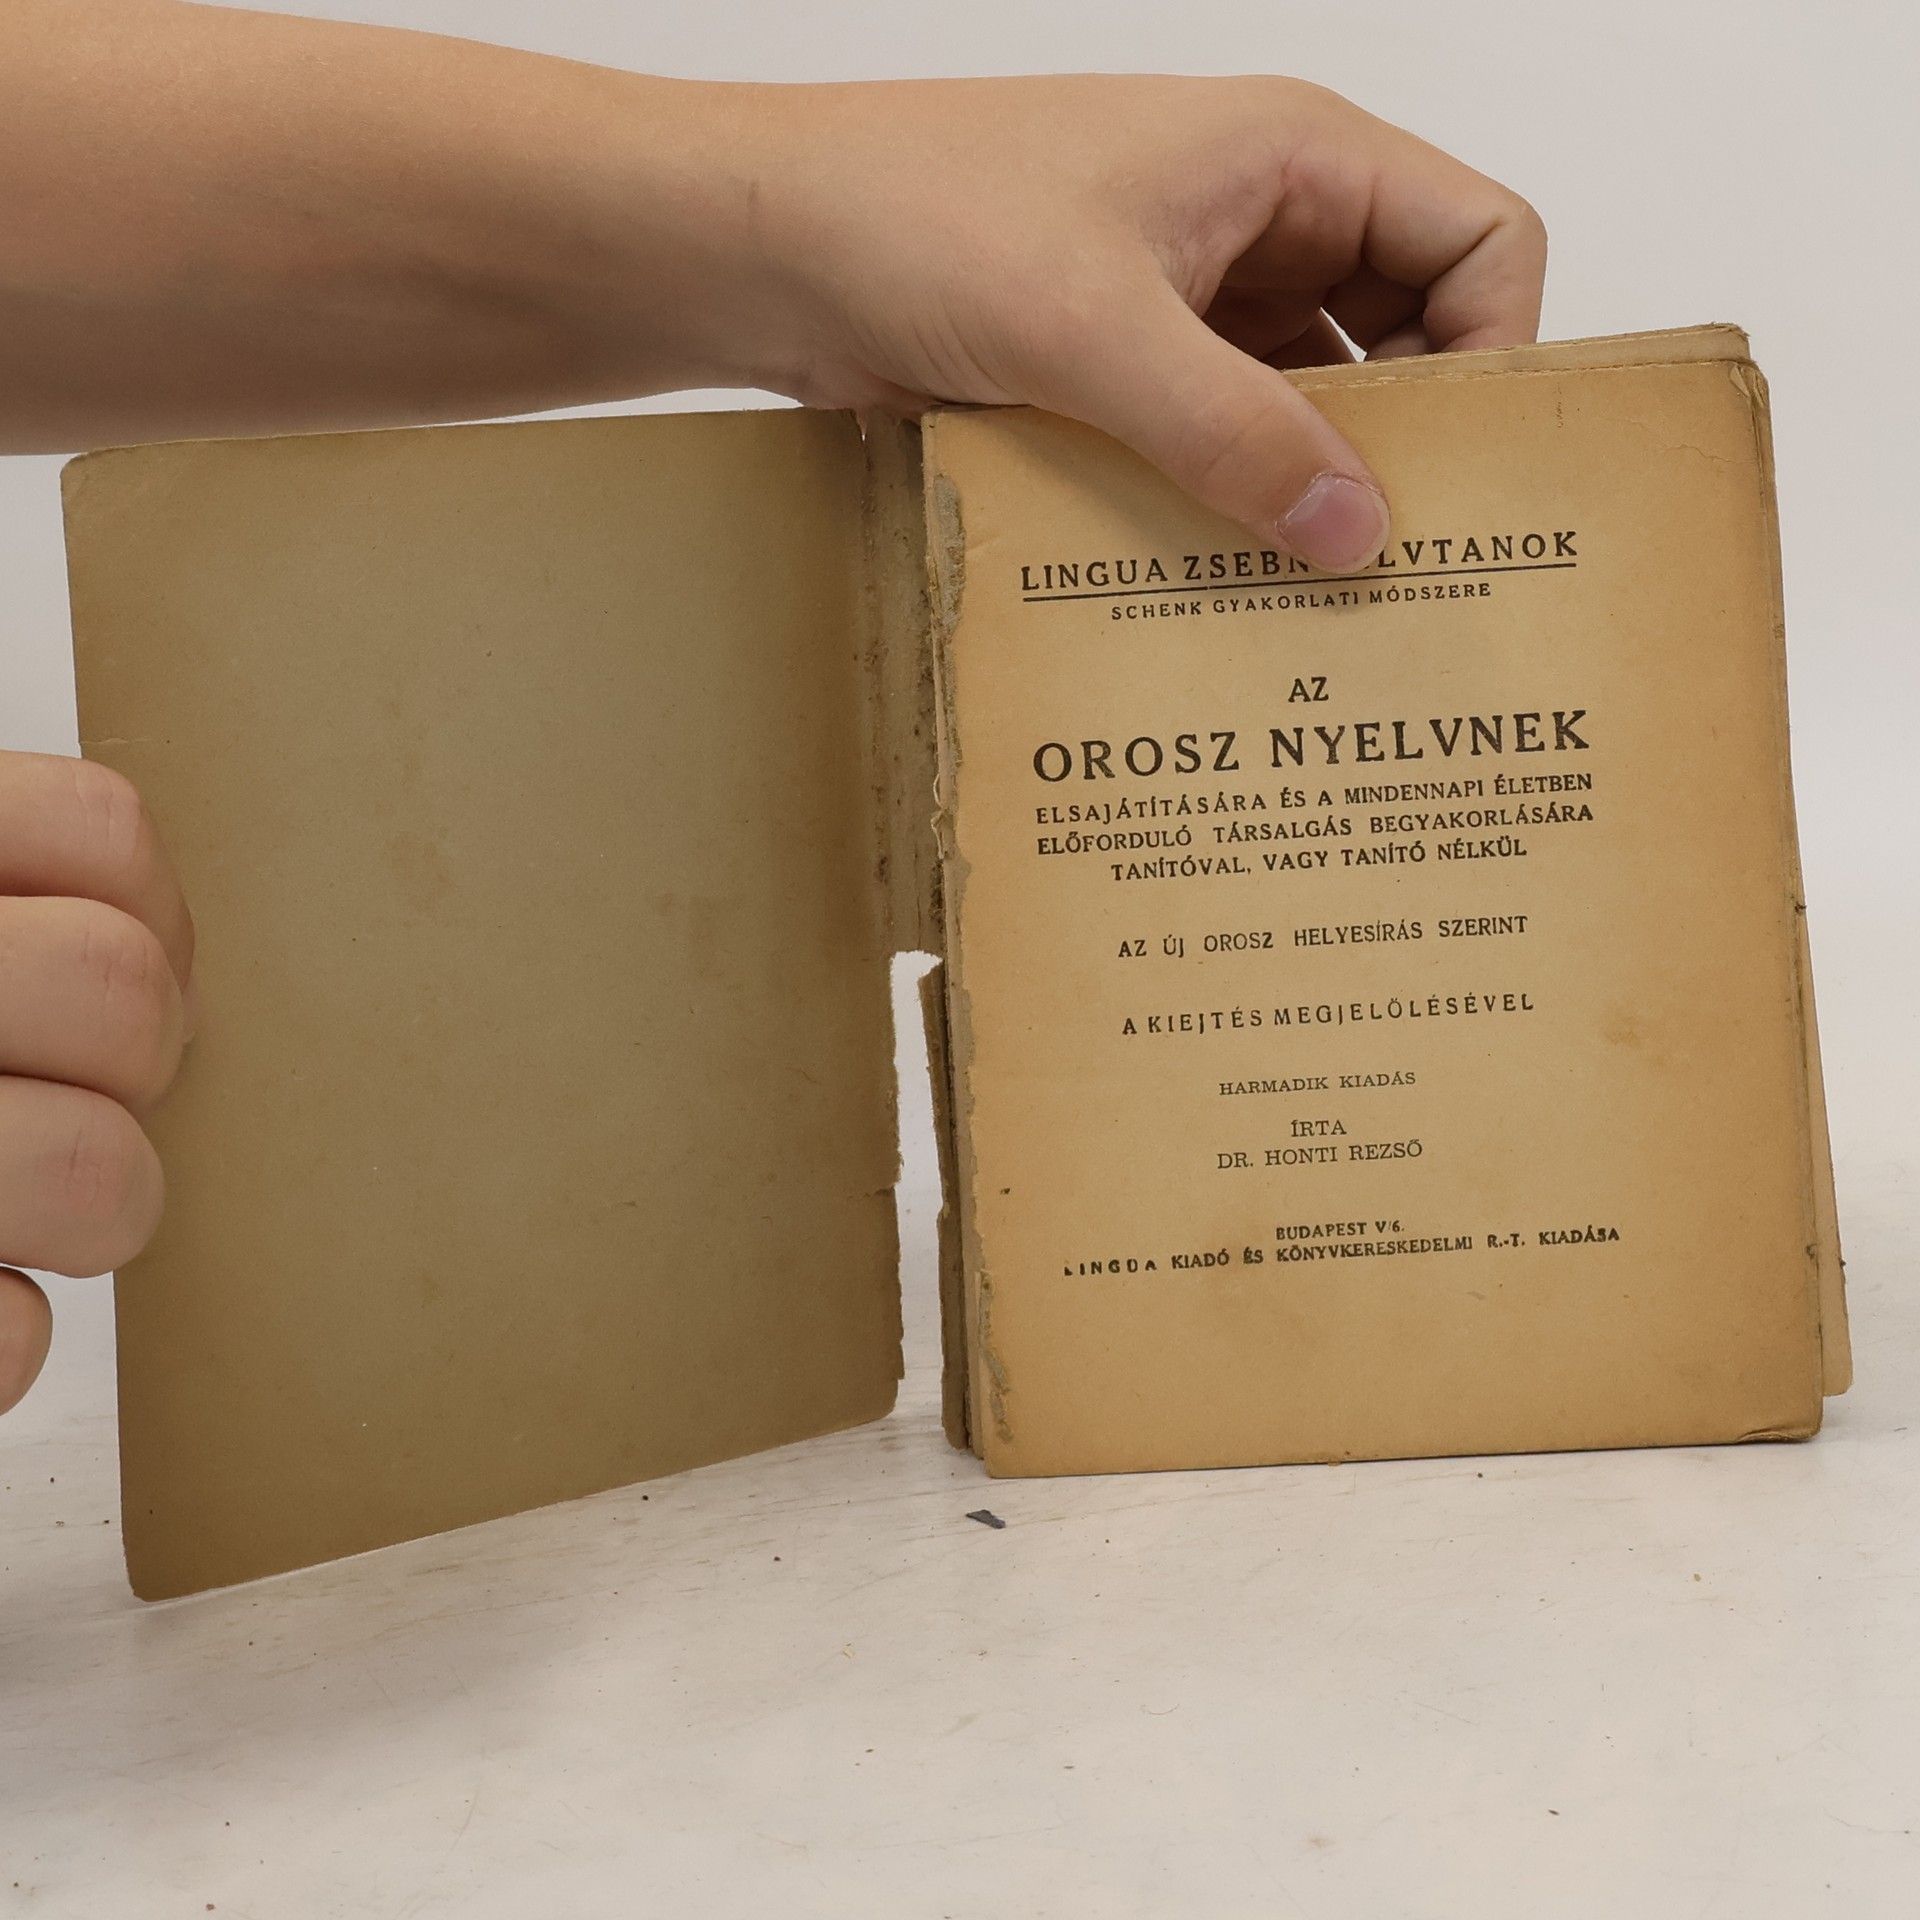 LINGUA ZSEBNYELVTANOK
SCHENK GYAKORLATI MÓDSZERE
AZ
OROSZ NYELVNEK
ELSAJÁTÍTÁSÁRA ÉS A MINDENNAPI ÉLETBEN
ELŐFORDULÓ TÁRSALGÁS BEGYAKORLÁSÁRA
TANÍTÓVAL, VAGY TANÍTÓ NÉLKÜL
AZ ÚJ OROSZ HELYESÍRÁS SZERINT
A KIEJTÉS MEGJELÖLÉSÉVEL
HARMADIK KIADÁS
ÍRTA
DR. HONTI REZSŐ
BUDAPEST V/6.
LINGUA KIADÓ ÉS KÖNYVKERESKEDELMI R.-T. KIADÁSA